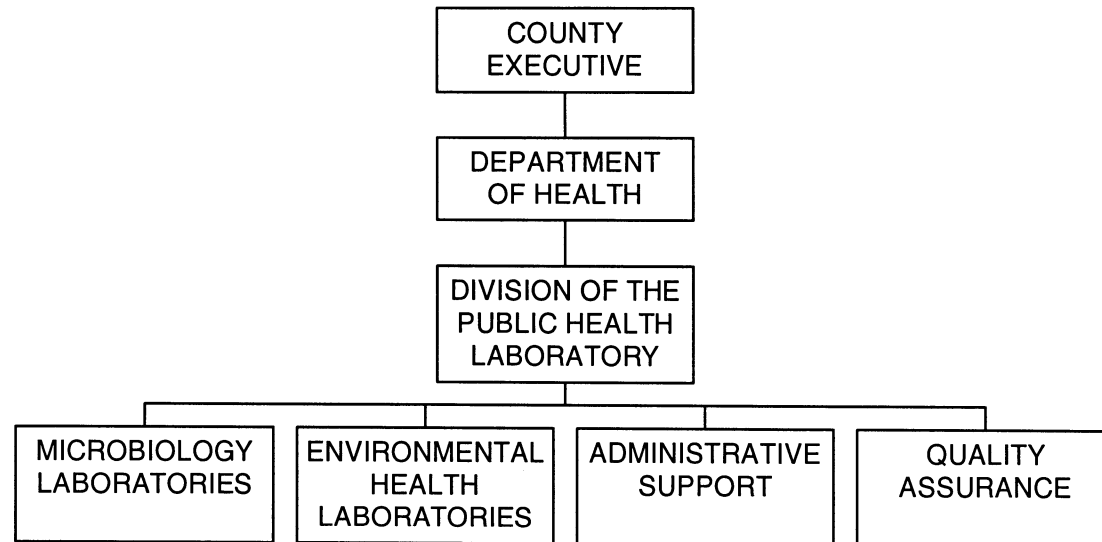 COUNTY
EXECUTIVE
DEPARTMENT
OF HEALTH
DIVISION OF THE
PUBLIC HEALTH
LABORATORY
MICROBIOLOGY
LABORATORIES
ENVIRONMENTAL
HEALTH
LABORATORIES
ADMINISTRATIVE
SUPPORT
QUALITY
ASSURANCE